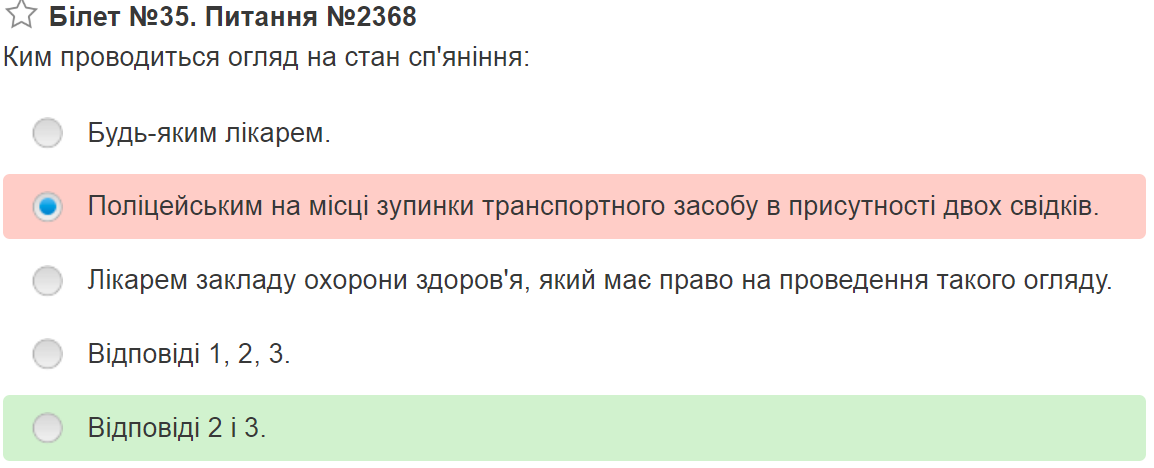 Білет №35. Питання №2368
Ким проводиться огляд на стан сп'яніння:
Будь-яким лікарем.
Поліцейським на місці зупинки транспортного засобу в присутності двох свідків.
Лікарем закладу охорони здоров'я, який має право на проведення такого огляду.
Відповіді 1, 2, 3.
Відповіді 2 і 3.